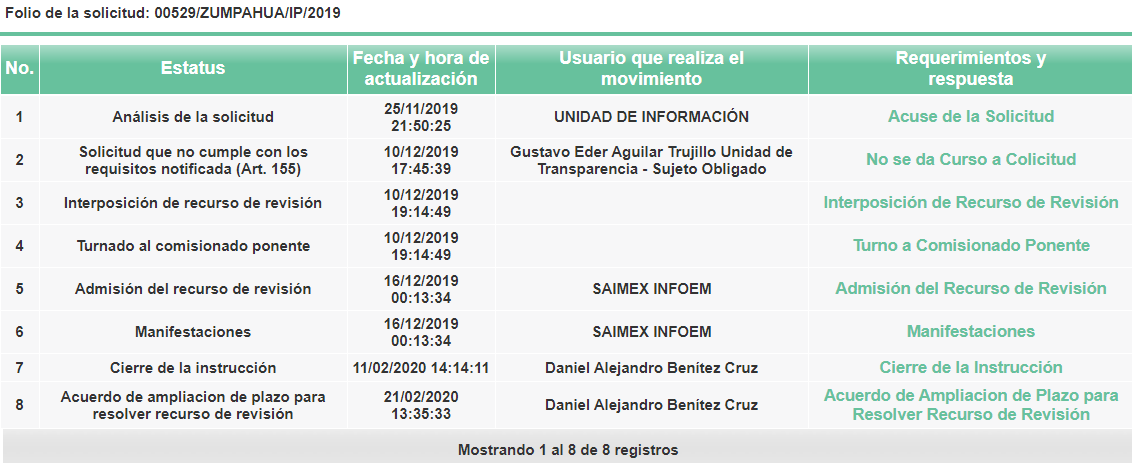 Folio de la solicitud: 00529/ZUMPAHUA/IP/2019
No. Estatus Fecha y hora de actualización Usuario que realiza el movimiento Requerimientos y respuesta
1 Análisis de la solicitud 25/11/2019 21:50:25 UNIDAD DE INFORMACIÓN Acuse de la Solicitud
2 Solicitud que no cumple con los requisitos notificada (Art. 155) 10/12/2019 17:45:39 Gustavo Eder Aguilar Trujillo Unidad de Transparencia - Sujeto Obligado No se da Curso a Colicitud
3 Interposición de recurso de revisión 10/12/2019 19:14:49 Interposición de Recurso de Revisión
4 Turnado al comisionado ponente 10/12/2019 19:14:49 Turno a Comisionado Ponente
5 Admisión del recurso de revisión 16/12/2019 00:13:34 SAIMEX INFOEM Admisión del Recurso de Revisión
6 Manifestaciones 16/12/2019 00:13:34 SAIMEX INFOEM Manifestaciones
7 Cierre de la instrucción 11/02/2020 14:14:11 Daniel Alejandro Benítez Cruz Cierre de la Instrucción
8 Acuerdo de ampliacion de plazo para resolver recurso de revisión 21/02/2020 13:35:33 Daniel Alejandro Benítez Cruz Acuerdo de Ampliacion de Plazo para Resolver Recurso de Revisión
Mostrando 1 al 8 de 8 registros